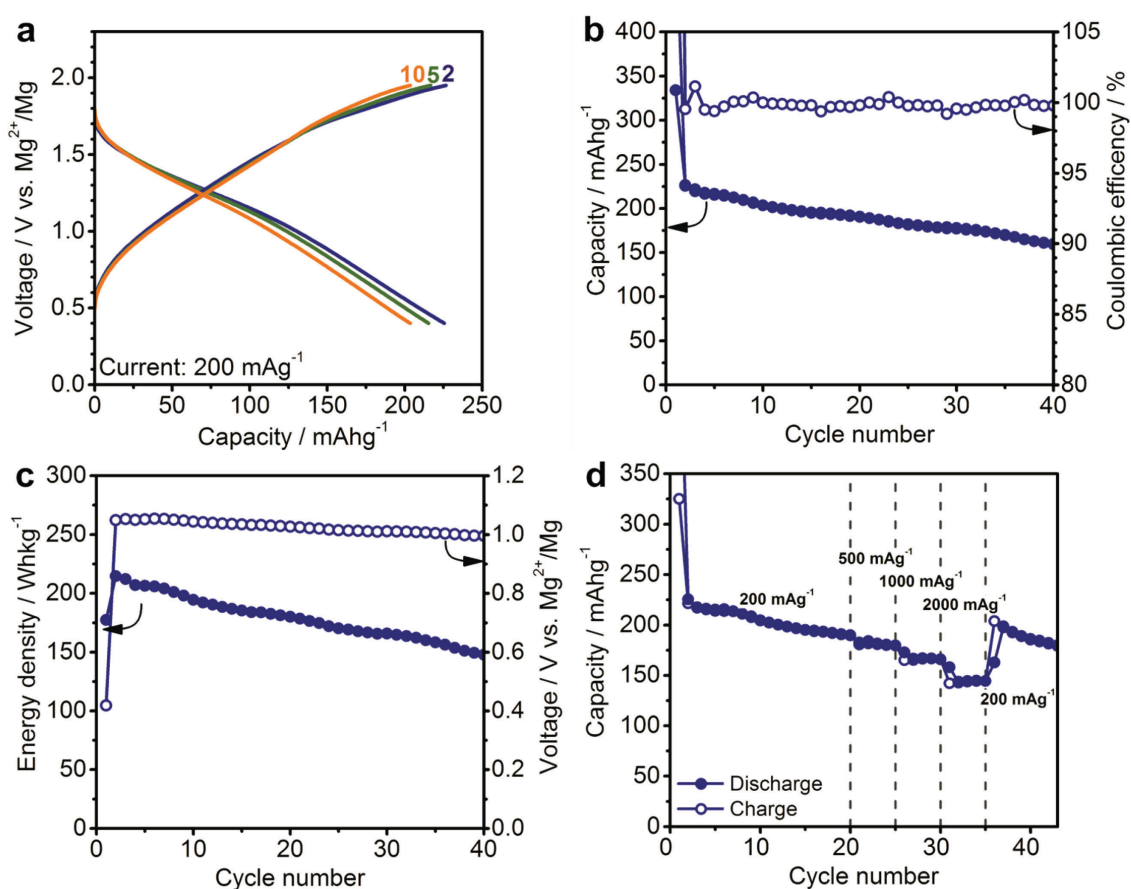 a
Voltage / V vs. Mg²⁺/Mg
2.0
1.5
1.0
0.5
0.0
10 5 2
Current: 200 mAg⁻¹
0 50 100 150 200 250
Capacity / mAhg⁻¹
b
Capacity / mAhg⁻¹
400
350
300
250
200
150
100
50
0
105
100
95
90
85
80
Coulombic efficency / %
0 10 20 30 40
Cycle number
c
Energy density / Whkg⁻¹
300
250
200
150
100
50
0
1.2
1.0
0.8
0.6
0.4
0.2
0.0
Voltage / V vs. Mg²⁺/Mg
0 10 20 30 40
Cycle number
d
Capacity / mAhg⁻¹
350
300
250
200
150
100
50
0
200 mAg⁻¹
500 mAg⁻¹
1000 mAg⁻¹
2000 mAg⁻¹
200 mAg⁻¹
Discharge
Charge
0 10 20 30 40
Cycle number